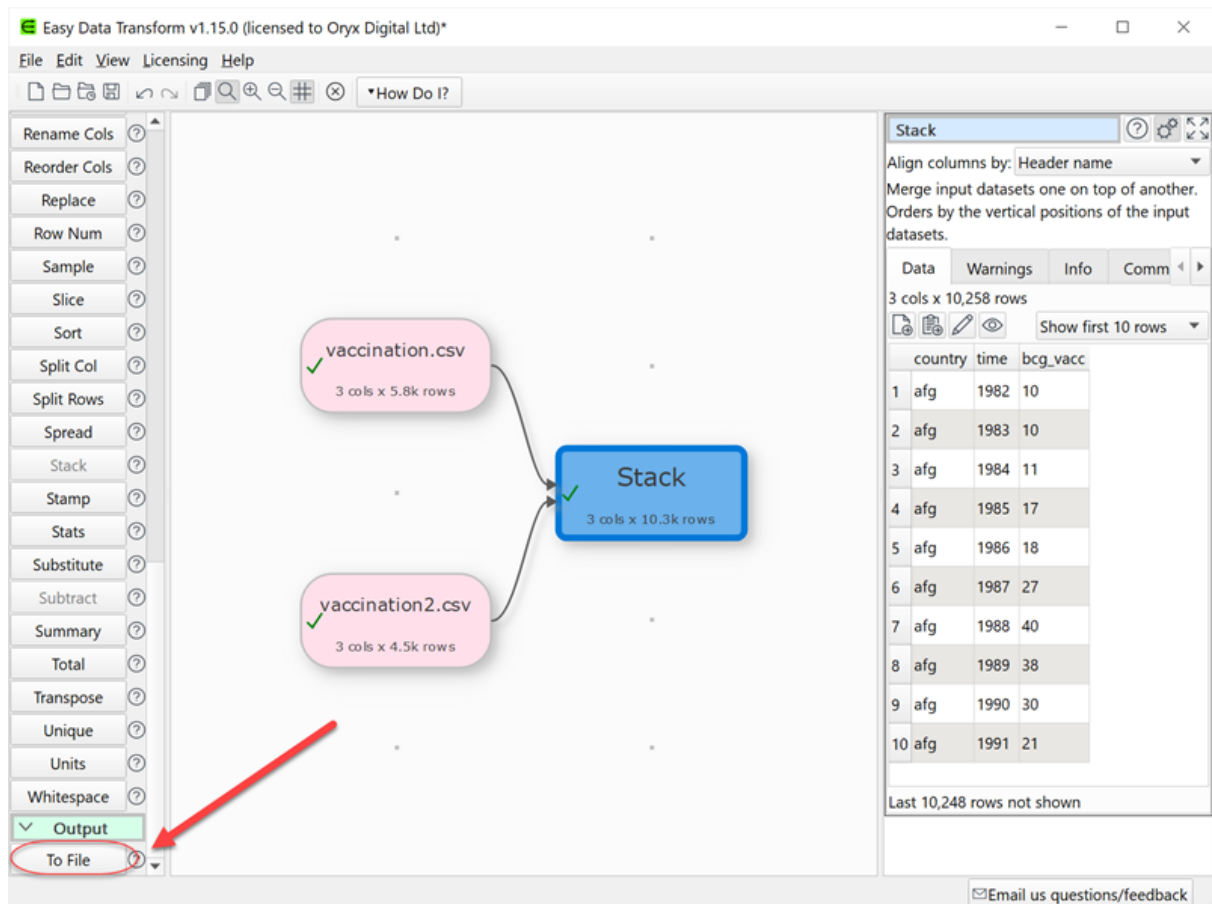 Easy Data Transform v1.15.0 (licensed to Oryx Digital Ltd)*
File Edit View Licensing Help
How Do I?
Rename Cols
Reorder Cols
Replace
Row Num
Sample
Slice
Sort
Split Col
Split Rows
Spread
Stack
Stamp
Stats
Substitute
Subtract
Summary
Total
Transpose
Unique
Units
Whitespace
Output
To File
vaccination.csv
3 cols x 5.8k rows
vaccination2.csv
3 cols x 4.5k rows
Stack
3 cols x 10.3k rows
Stack
Align columns by: Header name
Merge input datasets one on top of another.
Orders by the vertical positions of the input
datasets.
Data Warnings Info Comm
3 cols x 10,258 rows
Show first 10 rows
country time bcg_vacc
1 afg 1982 10
2 afg 1983 10
3 afg 1984 11
4 afg 1985 17
5 afg 1986 18
6 afg 1987 27
7 afg 1988 40
8 afg 1989 38
9 afg 1990 30
10 afg 1991 21
Last 10,248 rows not shown
Email us questions/feedback